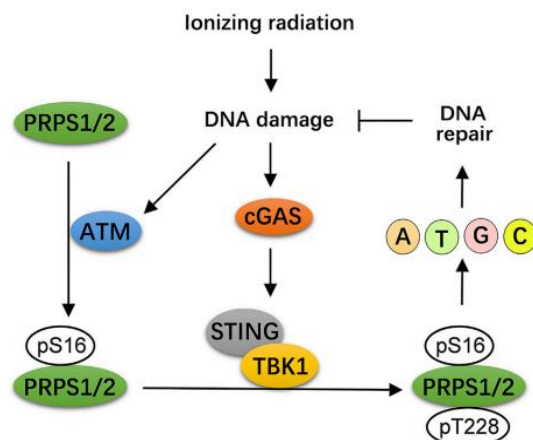 Ionizing radiation
PRPS1/2
DNA damage
DNA
repair
ATM
cGAS
A T G C
pS16
PRPS1/2
STING
TBK1
pS16
PRPS1/2
pT228